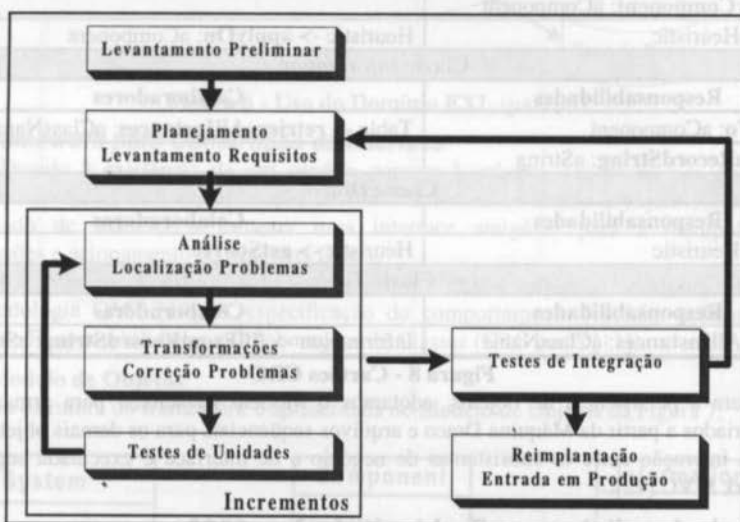 Levantamento Preliminar
Planejamento
Levantamento Requisitos
Análise
Localização Problemas
Transformações
Correção Problemas
Testes de Integração
Testes de Unidades
Reimplantação
Entrada em Produção
Incrementos